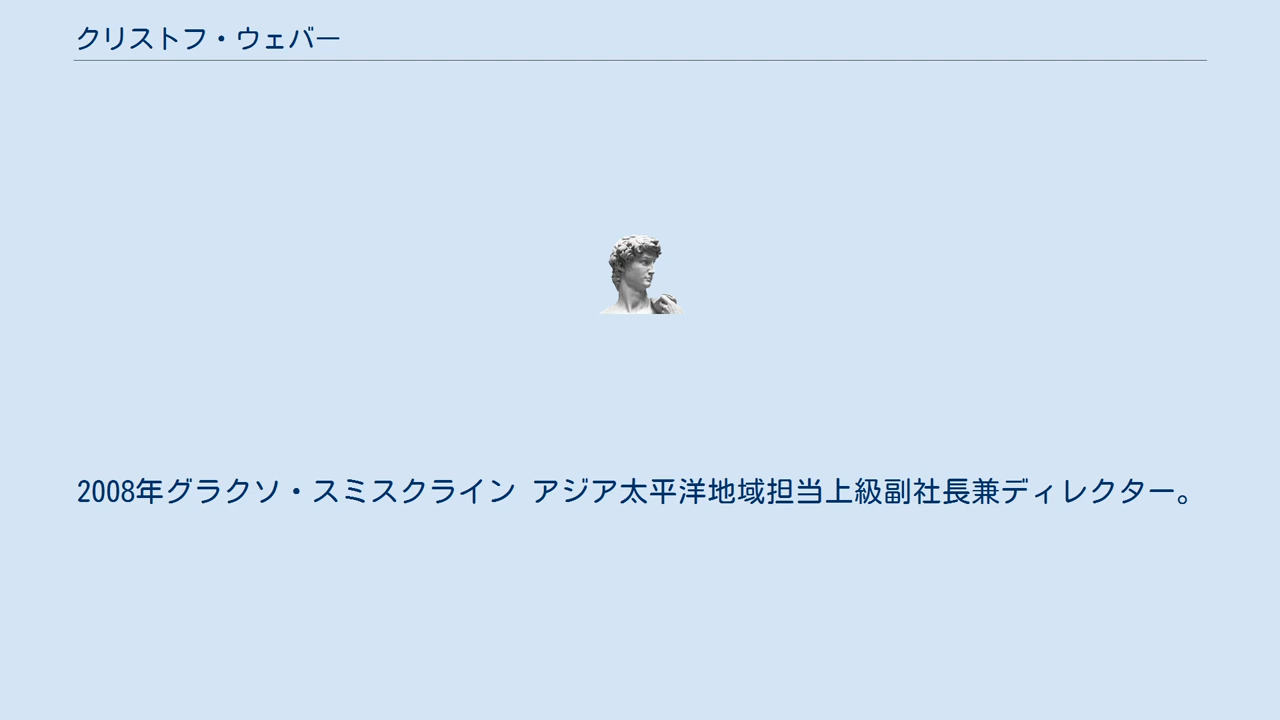 クリストフ・ウェバー
2008年グラクソ・スミスクライン アジア太平洋地域担当上級副社長兼ディレクター。